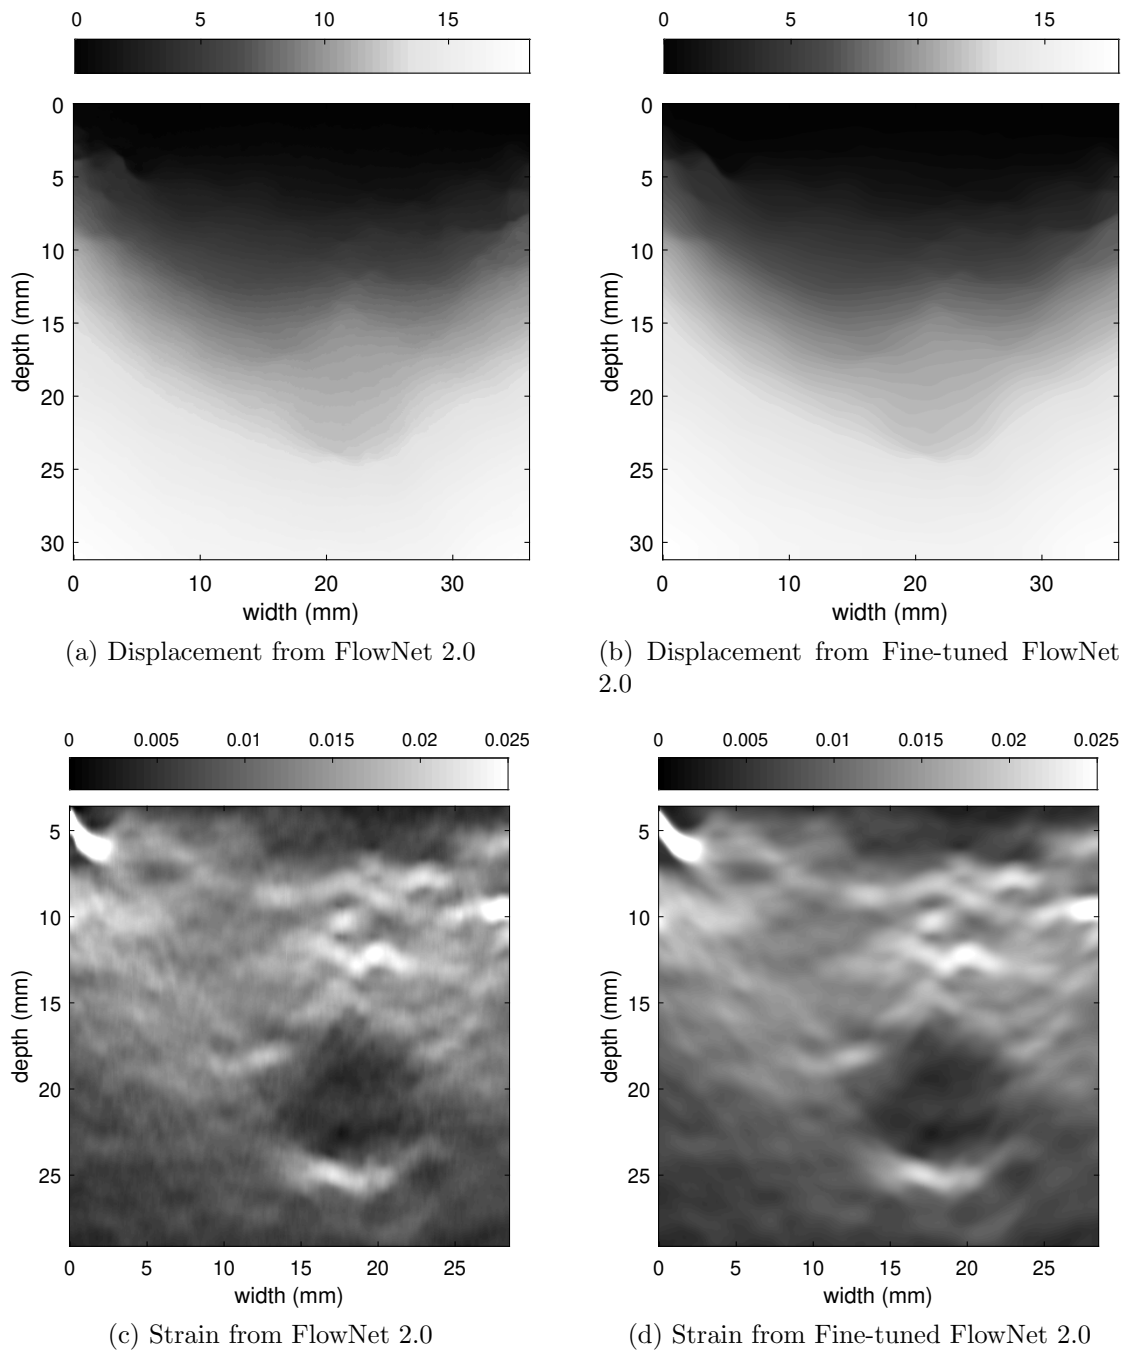 0 5 10 15
0 5 10 15
0
5
10
15
20
25
30
depth (mm)
0 10 20 30
width (mm)
0
5
10
15
20
25
30
depth (mm)
0 10 20 30
width (mm)
(a) Displacement from FlowNet 2.0
(b) Displacement from Fine-tuned FlowNet
2.0
0 0.005 0.01 0.015 0.02 0.025
0 0.005 0.01 0.015 0.02 0.025
5
10
15
20
25
depth (mm)
0 5 10 15 20 25
width (mm)
5
10
15
20
25
depth (mm)
0 5 10 15 20 25
width (mm)
(c) Strain from FlowNet 2.0
(d) Strain from Fine-tuned FlowNet 2.0